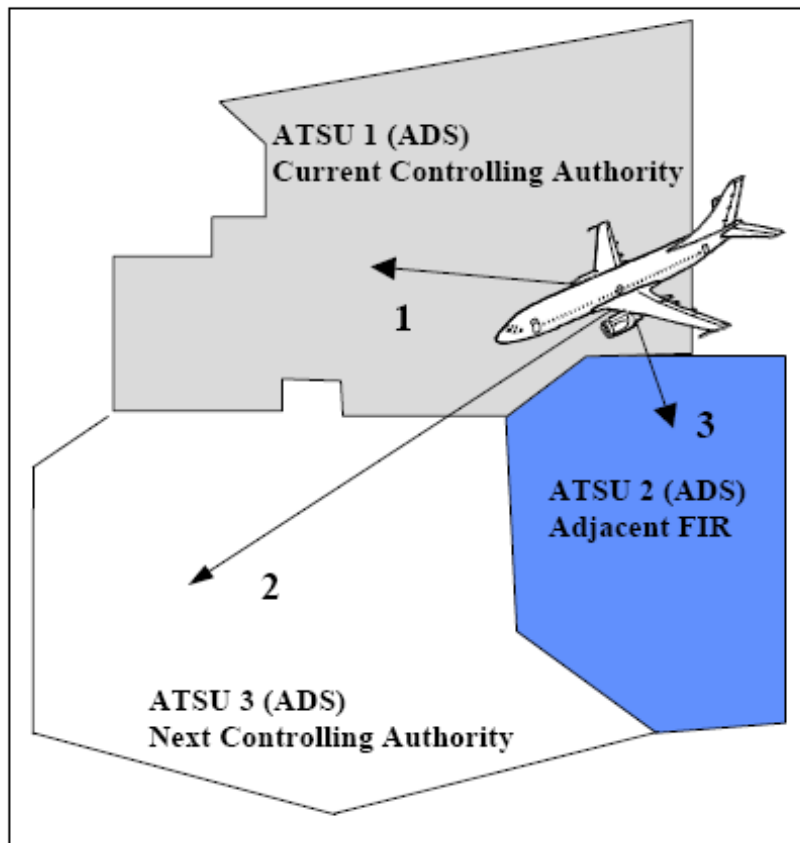 ATSU 1 (ADS)
Current Controlling Authority
1
3
ATSU 2 (ADS)
Adjacent FIR
2
ATSU 3 (ADS)
Next Controlling Authority